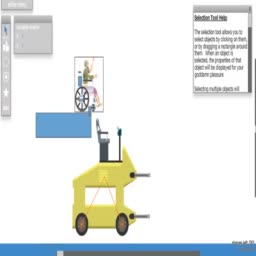 Selection Tool Help
The selection tool allows you to
select objects by clicking on them,
or by dragging a rectangle around
them. When an object is
selected, the properties of that
object will be displayed for your
goddamn pleasure
Selecting multiple objects will